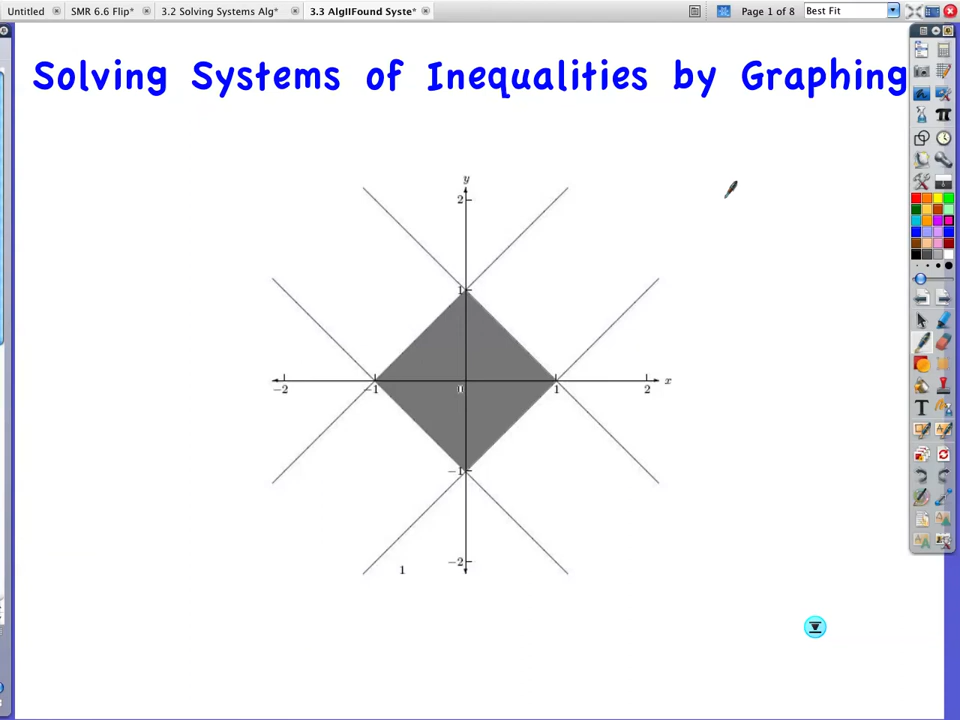 Untitled
SMR 6.6 Flip*
3.2 Solving Systems Alg*
3.3 AlgIIFound Syste*
Page 1 of 8
Best Fit
Solving Systems of Inequalities by Graphing
y
2
1
−2
−1
0
1
2
x
−1
−2
1
T